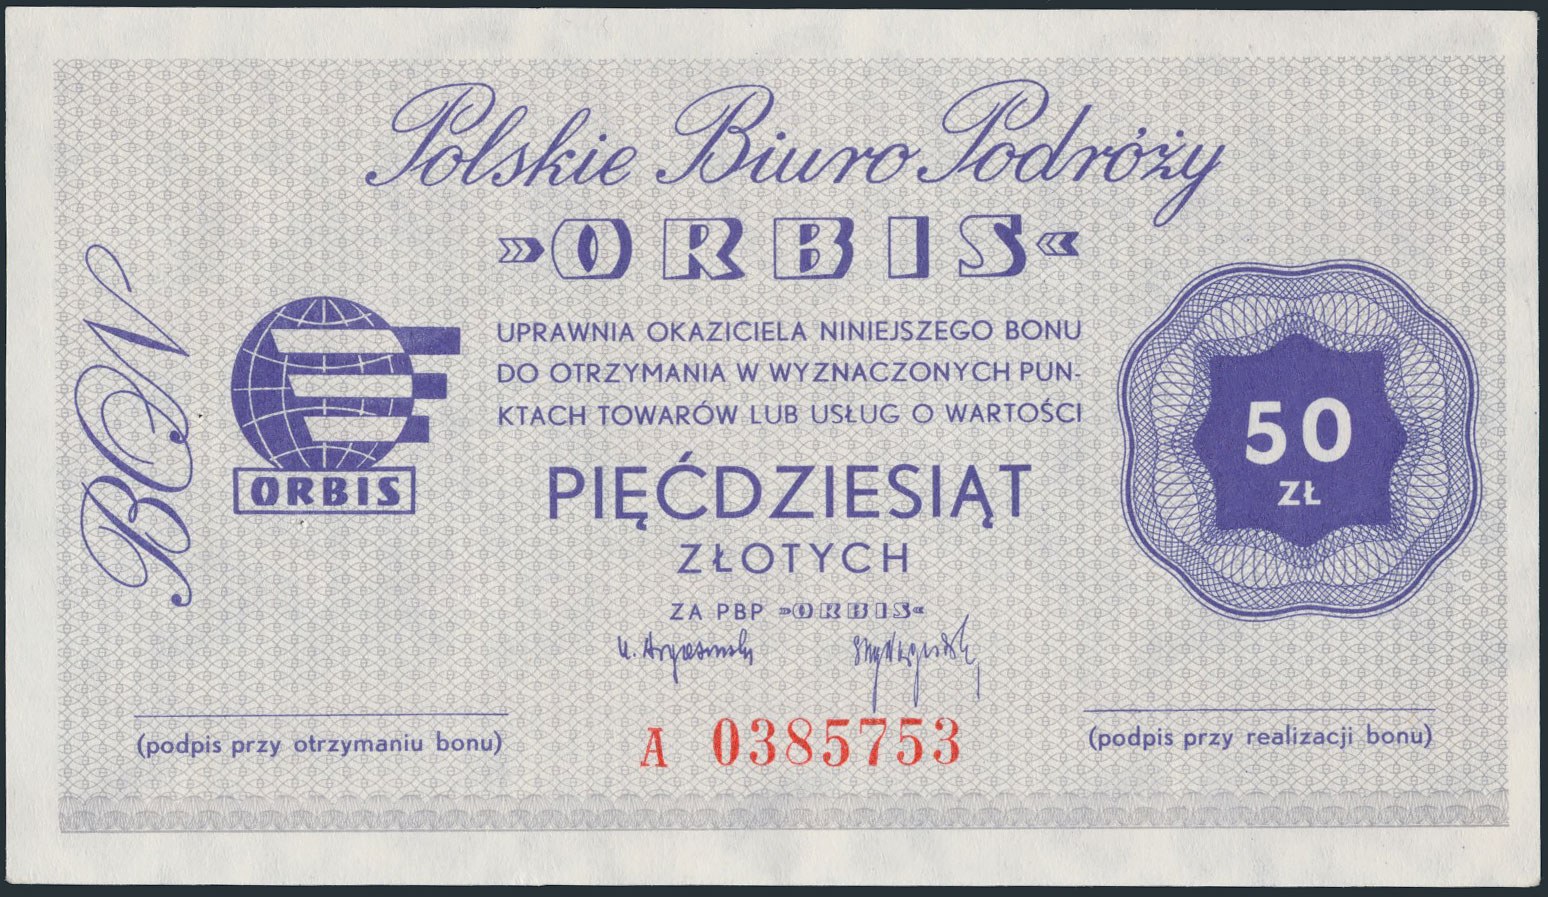 Polskie Biuro Podróży
»ORBIS«
BON
ORBIS
UPRAWNIA OKAZICIELA NINIEJSZEGO BONU
DO OTRZYMANIA W WYZNACZONYCH PUN-
KTACH TOWARÓW LUB USŁUG O WARTOŚCI
PIĘĆDZIESIĄT
ZŁOTYCH
50
ZŁ
ZA PBP »ORBIS«
A 0385753
(podpis przy otrzymaniu bonu)
(podpis przy realizacji bonu)